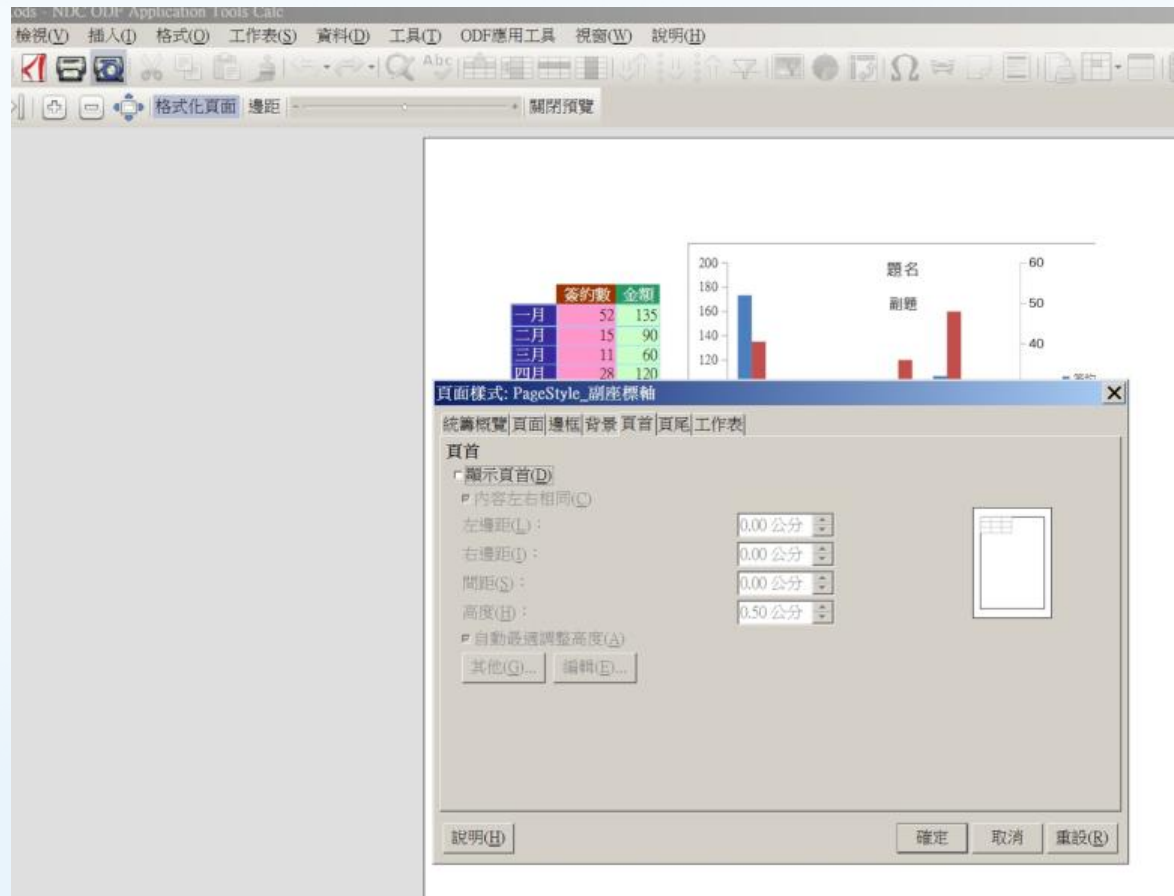 ods - NDC ODF Application Tools Calc
檢視(V) 插入(I) 格式(O) 工作表(S) 資料(D) 工具(T) ODF應用工具 視窗(W) 說明(H)
格式化頁面 邊距 關閉預覽
200
180
160
140
120
題名
副題
60
50
40
簽約數 金額
一月 52 135
二月 15 90
三月 11 60
四月 28 120
頁面樣式: PageStyle_副座標軸
統籌概覽 頁面 邊框 背景 頁首 頁尾 工作表
頁首
顯示頁首(D)
內容左右相同(C)
左邊距(L)： 0.00 公分
右邊距(I)： 0.00 公分
間距(S)： 0.00 公分
高度(H)： 0.50 公分
自動最適調整高度(A)
其他(G)... 編輯(E)...
說明(H) 確定 取消 重設(R)